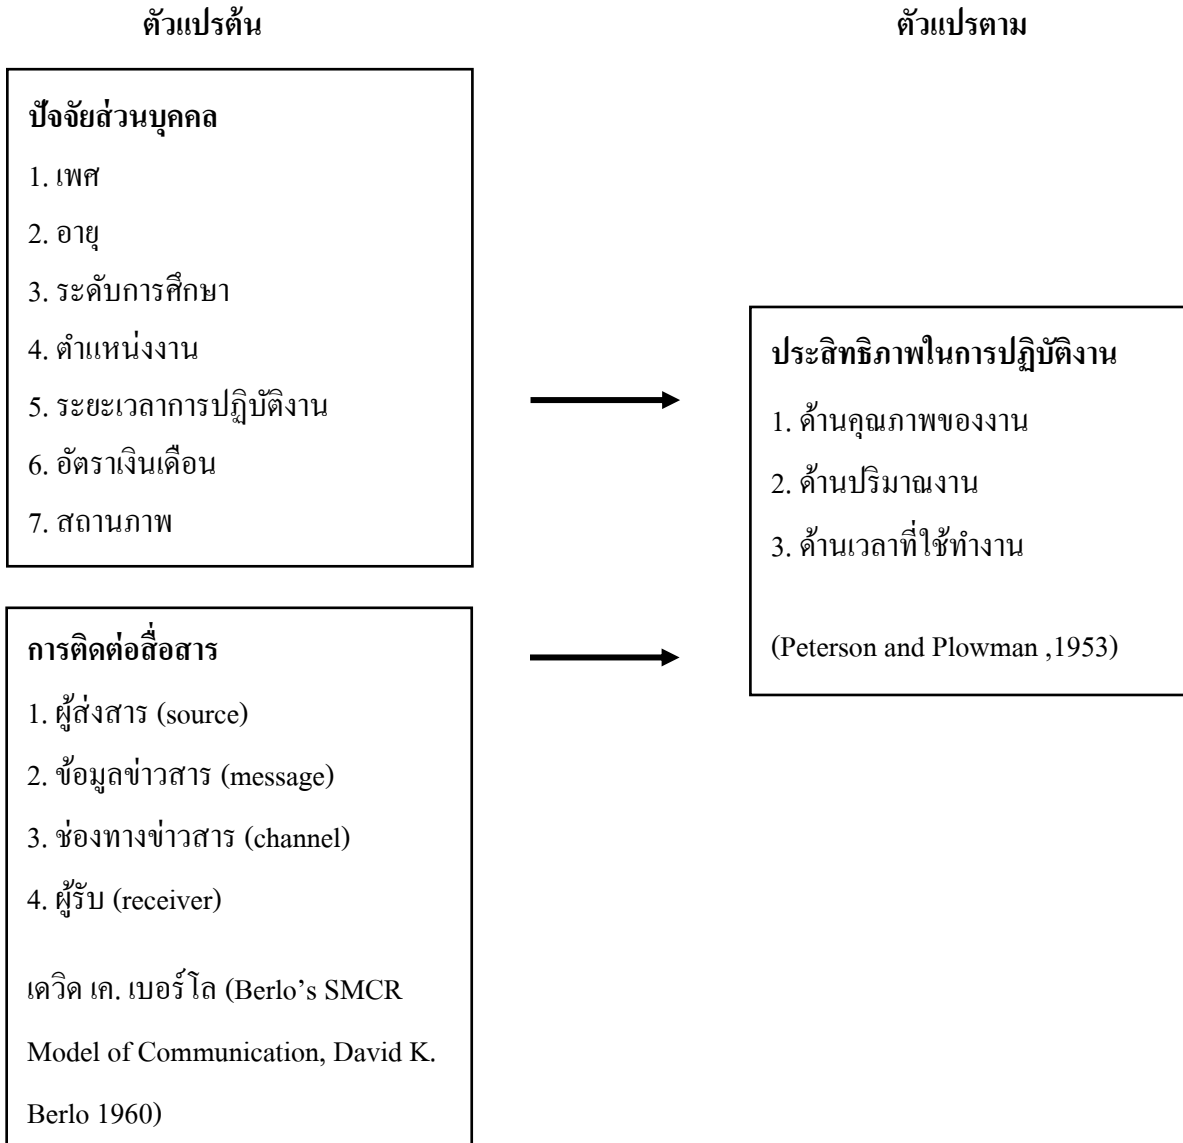 ตัวแปรต้น
ตัวแปรตาม
ปัจจัยส่วนบุคคล
1. เพศ
2. อายุ
3. ระดับการศึกษา
4. ตำแหน่งงาน
5. ระยะเวลาการปฏิบัติงาน
6. อัตราเงินเดือน
7. สถานภาพ
การติดต่อสื่อสาร
1. ผู้ส่งสาร (source)
2. ข้อมูลข่าวสาร (message)
3. ช่องทางข่าวสาร (channel)
4. ผู้รับ (receiver)
เดวิด เค. เบอร์โล (Berlo’s SMCR
Model of Communication, David K.
Berlo 1960)
ประสิทธิภาพในการปฏิบัติงาน
1. ด้านคุณภาพของงาน
2. ด้านปริมาณงาน
3. ด้านเวลาที่ใช้ทำงาน
(Peterson and Plowman ,1953)